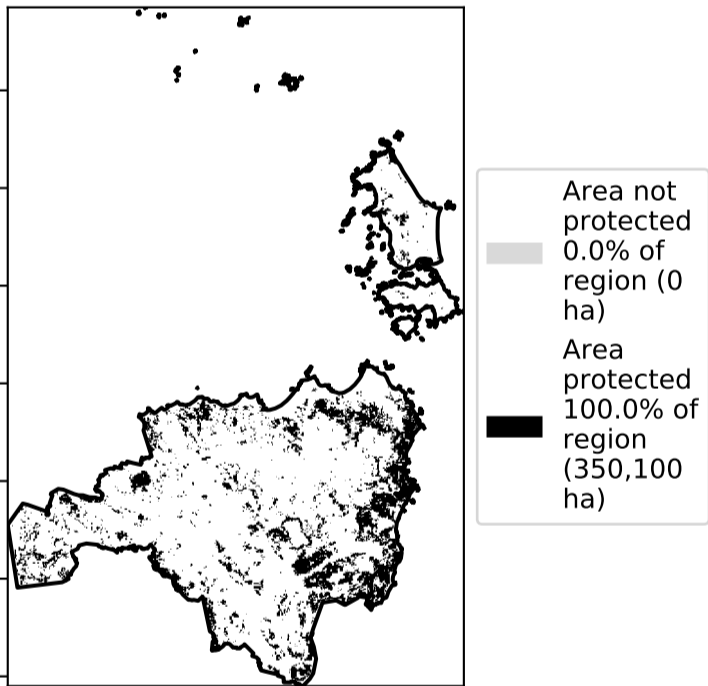 Area not
protected
0.0% of
region (0
ha)
Area
protected
100.0% of
region
(350,100
ha)